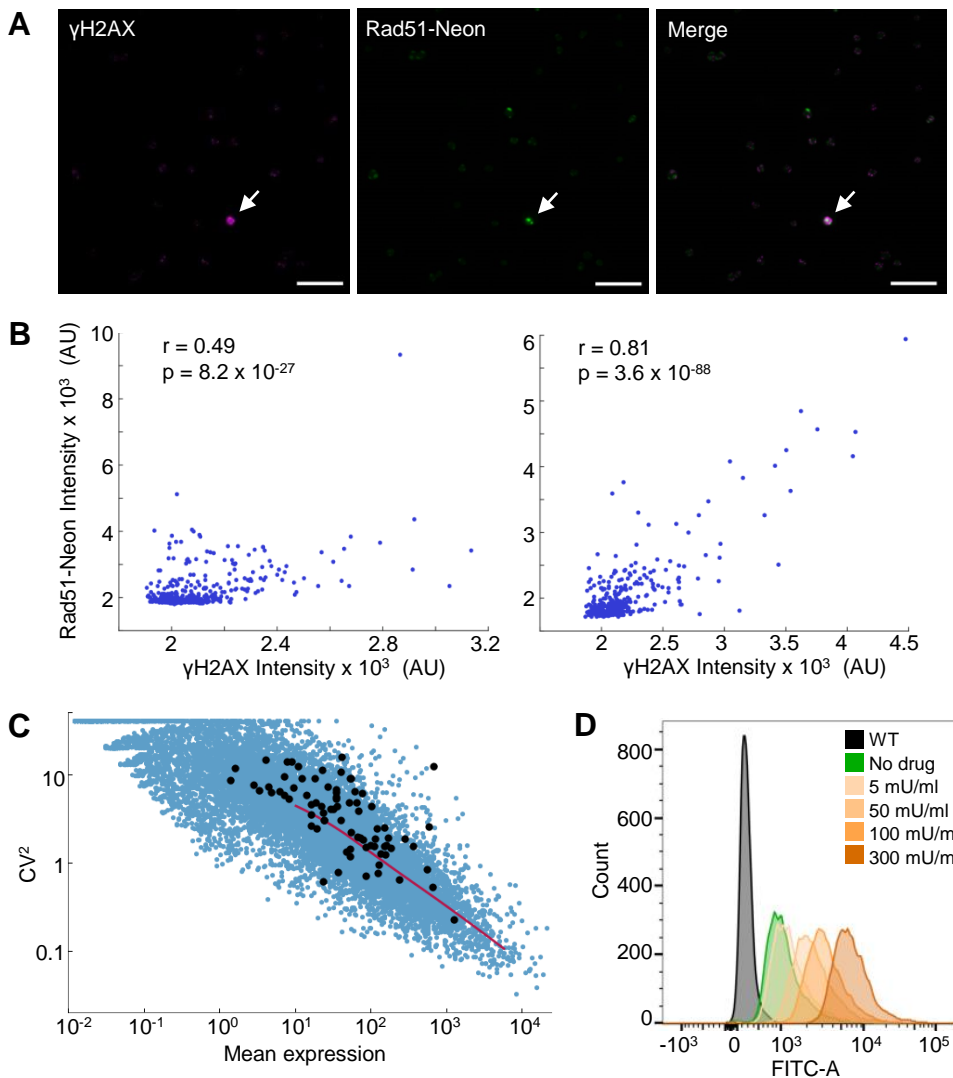 A
γH2AX
Rad51-Neon
Merge
B
Rad51-Neon Intensity x 10³ (AU)
10
8
6
4
2
r = 0.49
p = 8.2 x 10⁻²⁷
2
2.4
2.8
3.2
γH2AX Intensity x 10³ (AU)
6
5
4
3
2
r = 0.81
p = 3.6 x 10⁻⁸⁸
2
2.5
3
3.5
4
4.5
γH2AX Intensity x 10³ (AU)
C
CV²
10
1
0.1
10⁻²
10⁻¹
10⁰
10¹
10²
10³
10⁴
Mean expression
D
Count
800
600
400
200
0
WT
No drug
5 mU/ml
50 mU/ml
100 mU/m
300 mU/m
-10³
0
10³
10⁴
10⁵
FITC-A